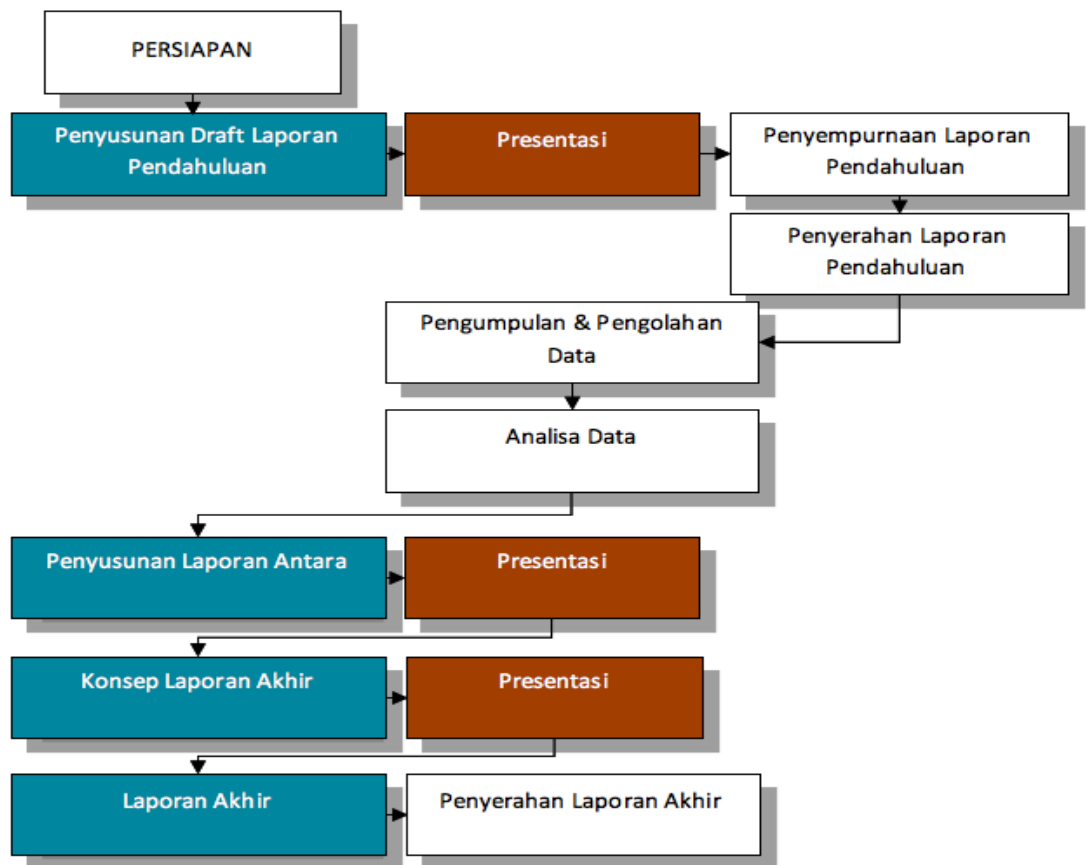 PERSIAPAN
Penyusunan Draft Laporan
Pendahuluan
Presentasi
Penyempurnaan Laporan
Pendahuluan
Penyerahan Laporan
Pendahuluan
Pengumpulan & Pengolahan
Data
Analisa Data
Penyusunan Laporan Antara
Presentasi
Konsep Laporan Akhir
Presentasi
Laporan Akhir
Penyerahan Laporan Akhir